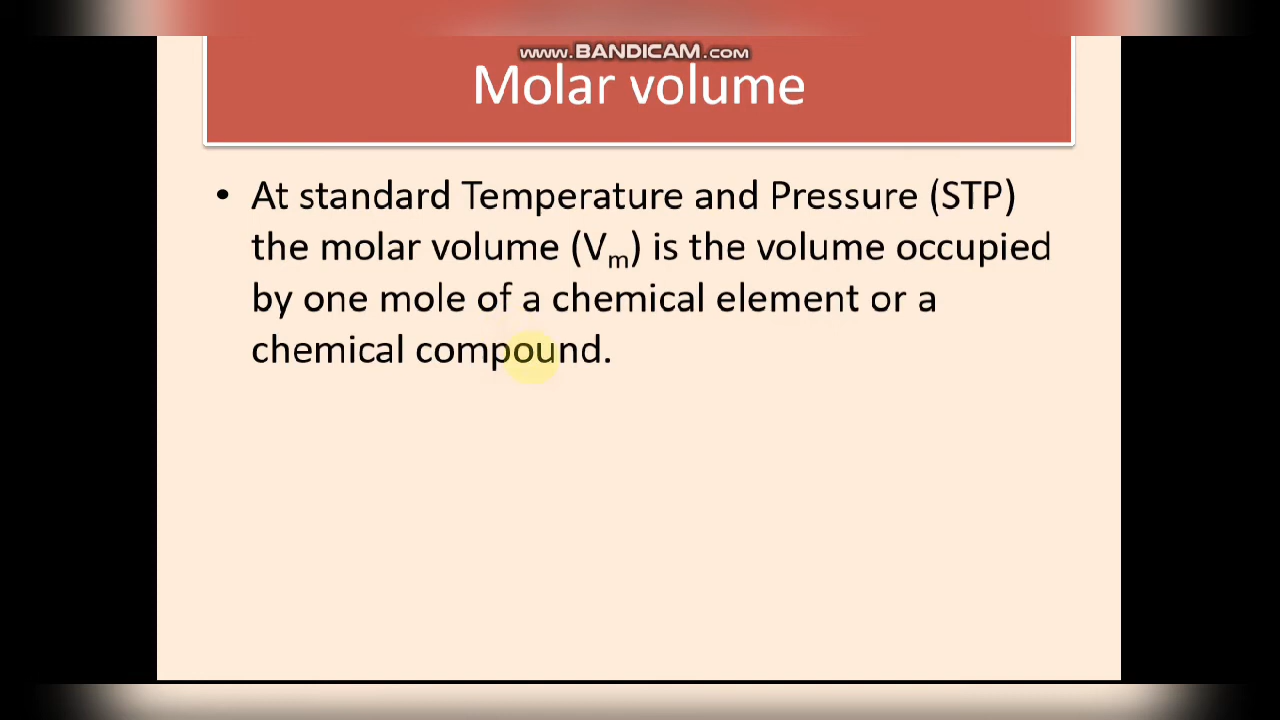 www.BANDICAM.com
Molar volume
• At standard Temperature and Pressure (STP)
the molar volume (Vₘ) is the volume occupied
by one mole of a chemical element or a
chemical compound.